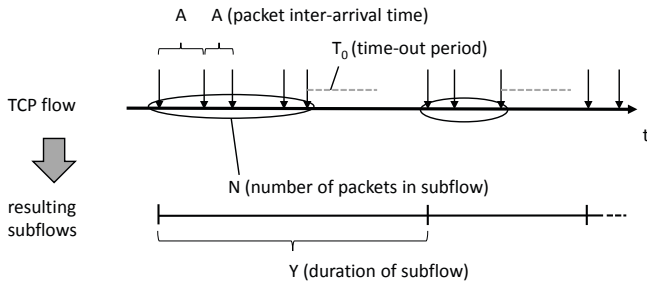 A A (packet inter-arrival time)
T0 (time-out period)
TCP flow
t
N (number of packets in subflow)
resulting
subflows
Y (duration of subflow)